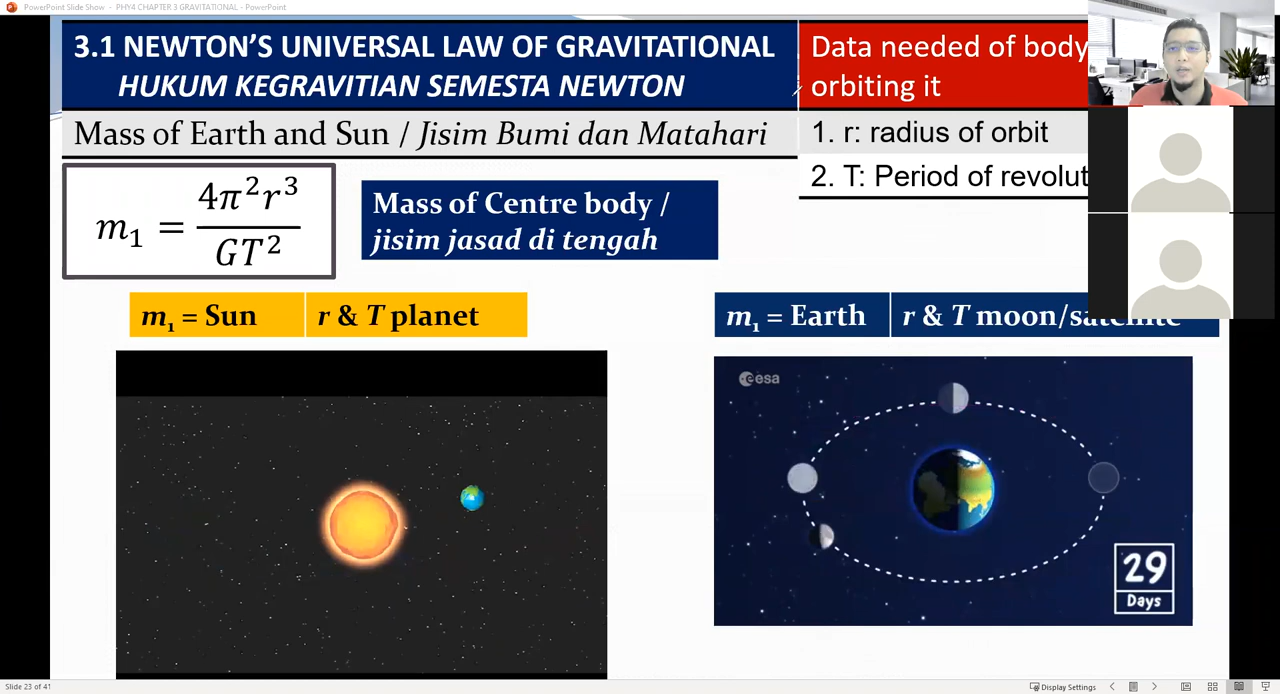 PowerPoint Slide Show - PHY4 CHAPTER 3 GRAVITATIONAL - PowerPoint
3.1 NEWTON'S UNIVERSAL LAW OF GRAVITATIONAL
HUKUM KEGRAVITIAN SEMESTA NEWTON
Data needed of body
orbiting it
Mass of Earth and Sun / Jisim Bumi dan Matahari
1. r: radius of orbit
2. T: Period of revolut
m₁ = 4π²r³ / GT²
Mass of Centre body /
jisim jasad di tengah
m₁ = Sun r & T planet
m₁ = Earth r & T moon/satellite
esa
29
Days
Slide 23 of 41
Display Settings